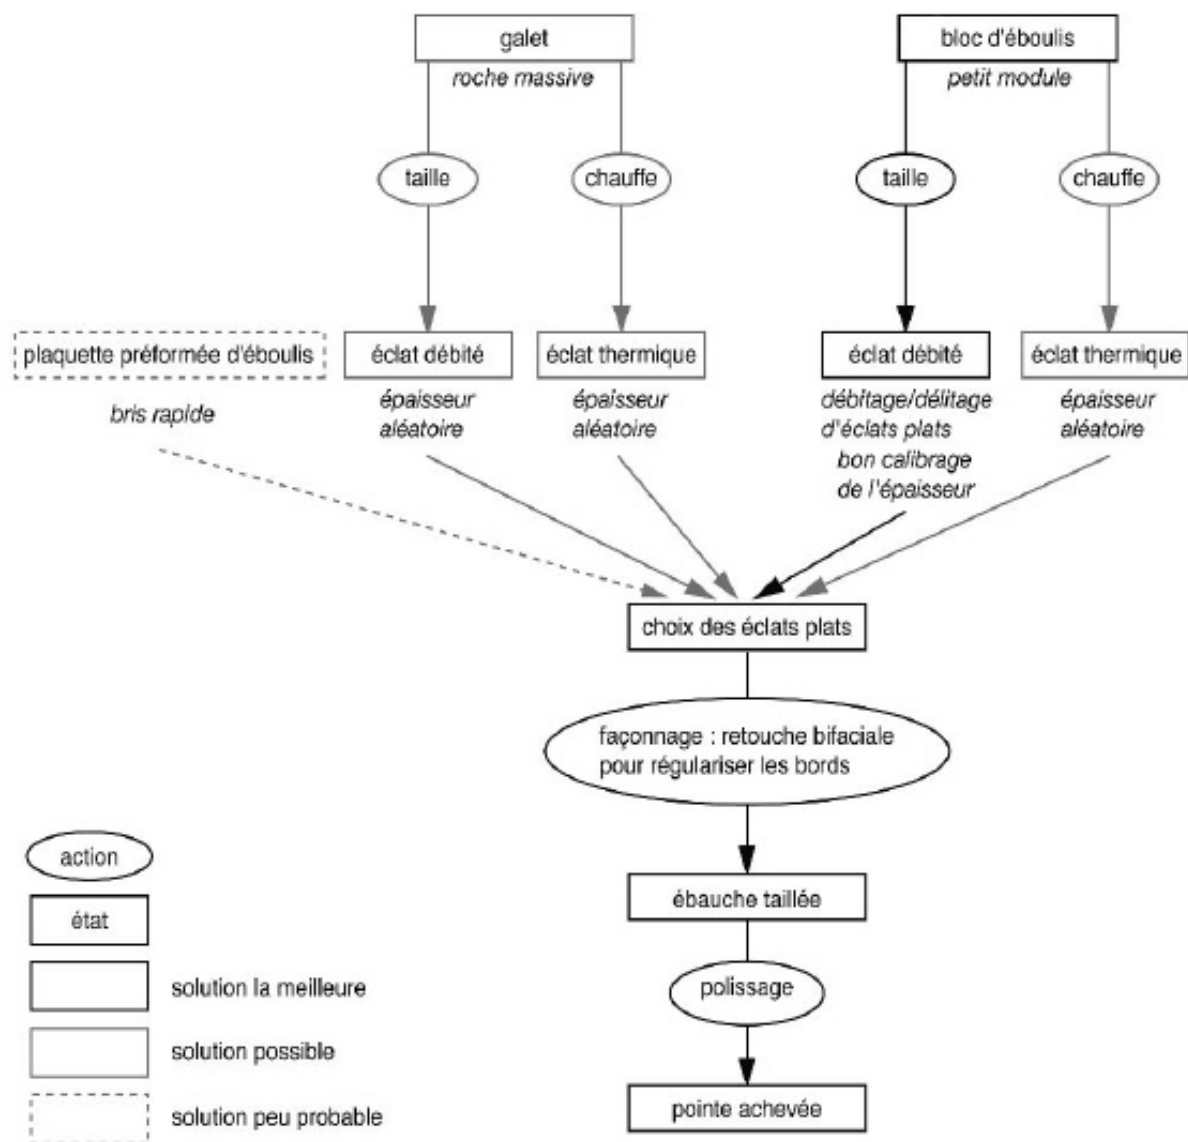 galet
bloc d'éboulis
roche massive
petit module
taille
chauffe
taille
chauffe
plaquette préformée d'éboulis
éclat débité
éclat thermique
éclat débité
éclat thermique
bris rapide
épaisseur
aléatoire
épaisseur
aléatoire
débitage/délitage
d'éclats plats
bon calibrage
de l'épaisseur
épaisseur
aléatoire
choix des éclats plats
façonnage : retouche bifaciale
pour régulariser les bords
ébauche taillée
polissage
pointe achevée
action
état
solution la meilleure
solution possible
solution peu probable